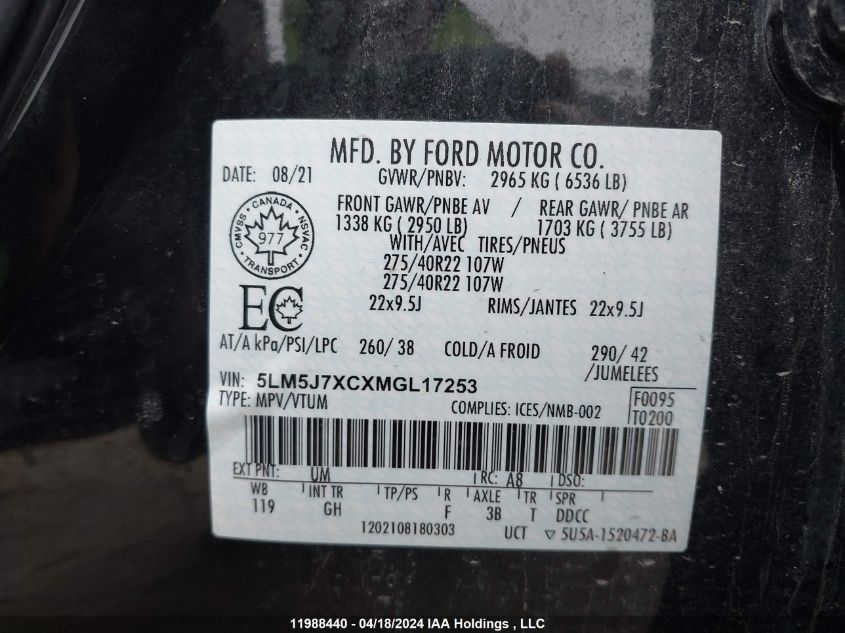 MFD. BY FORD MOTOR CO.
DATE: 08/21 GVWR/PNBV: 2965 KG ( 6536 LB)
FRONT GAWR/PNBE AV / REAR GAWR/ PNBE AR
1338 KG ( 2950 LB) 1703 KG ( 3755 LB)
WITH/AVEC TIRES/PNEUS
275/40R22 107W
275/40R22 107W
22x9.5J RIMS/JANTES 22x9.5J
CANADA
CMVSS NSVAC
977
TRANSPORT
EC
AT/A kPa/PSI/LPC 260/ 38 COLD/A FROID 290/ 42
/JUMELEES
VIN: 5LM5J7XCXMGL17253
TYPE: MPV/VTUM COMPLIES: ICES/NMB-002
F0095
T0200
EXT PNT: UM RC: A8 DSO:
WB INT TR TP/PS R AXLE TR SPR
119 GH F 3B T DDCC
1202108180303 UCT ▽ 5U5A-1520472-BA
11988440 - 04/18/2024 IAA Holdings , LLC